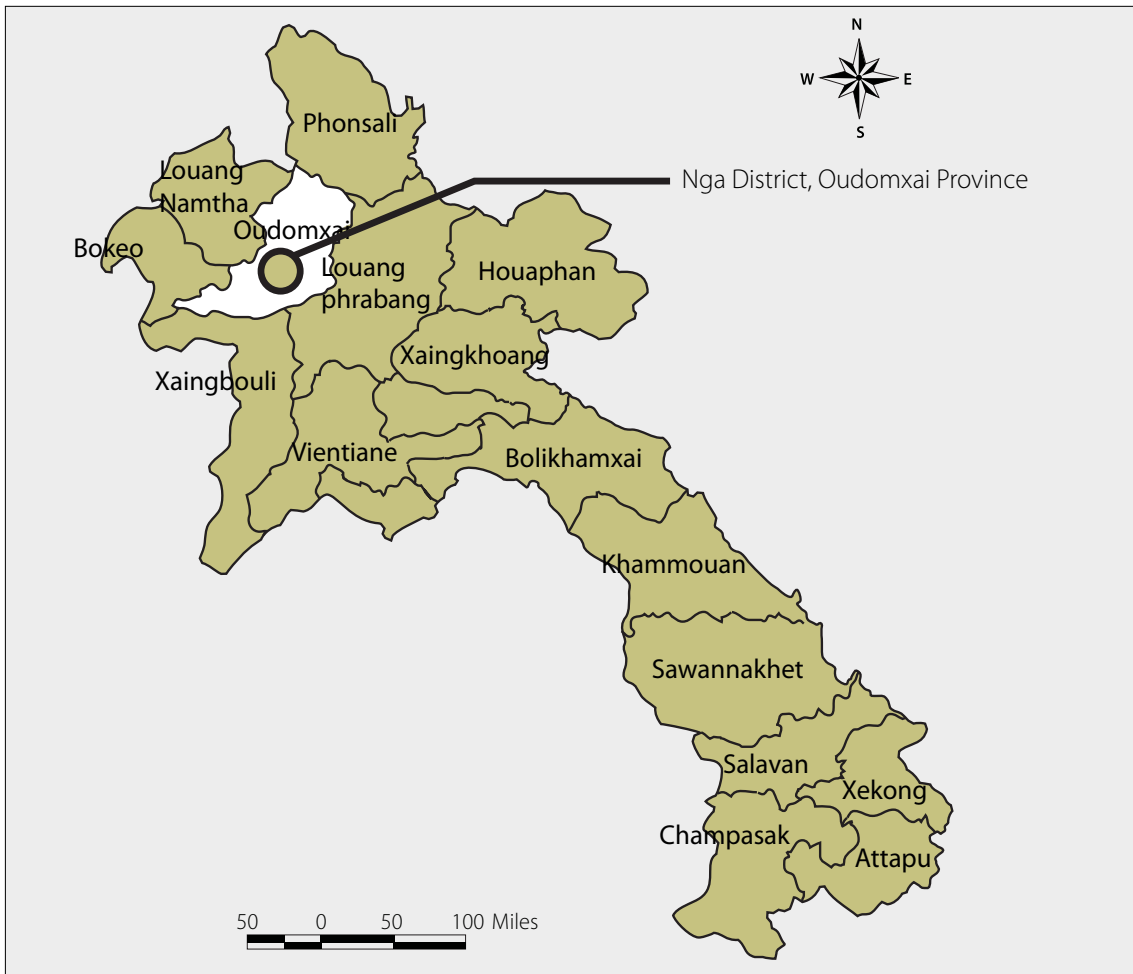 N
W E
S
Phonsali
Nga District, Oudomxai Province
Louang
Namtha
Oudomxai
Bokeo
Louang
phrabang
Houaphan
Xaingkhoang
Xaingbouli
Vientiane
Bolikhamxai
Khammouan
Sawannakhet
Salavan
Xekong
Champasak
Attapu
50 0 50 100 Miles